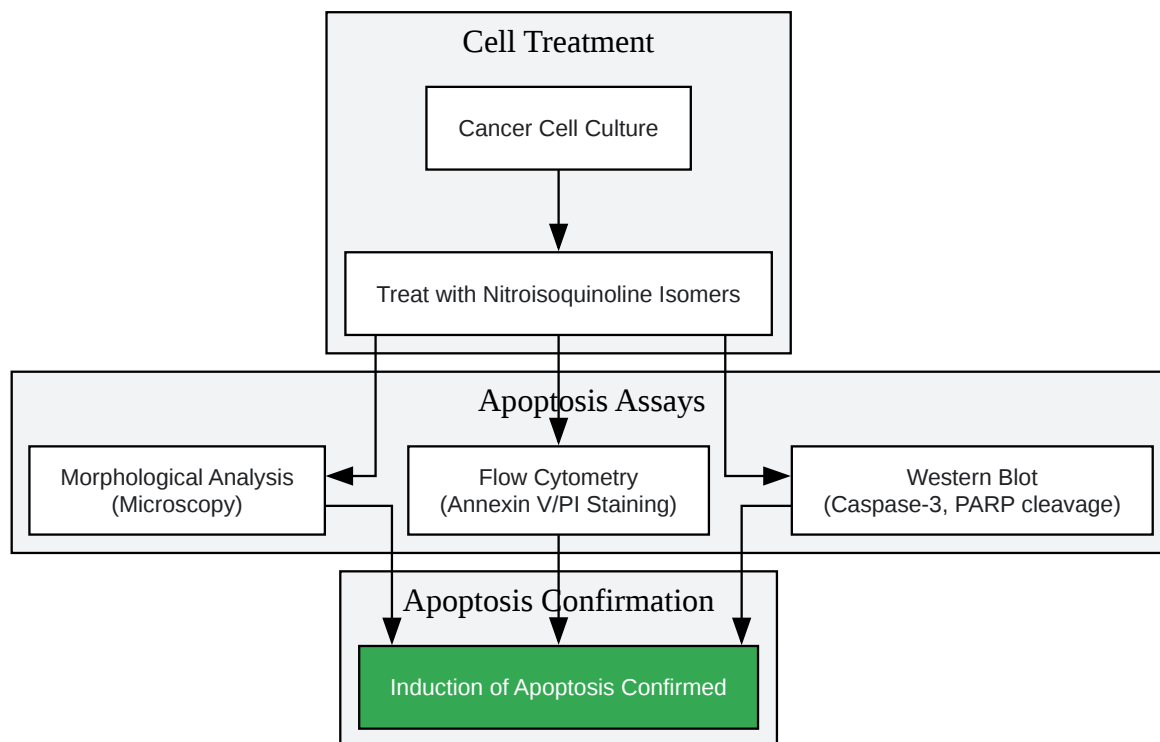 Cell Treatment
Cancer Cell Culture
Treat with Nitroisoquinoline Isomers
Apoptosis Assays
Morphological Analysis
(Microscopy)
Flow Cytometry
(Annexin V/PI Staining)
Western Blot
(Caspase-3, PARP cleavage)
Apoptosis Confirmation
Induction of Apoptosis Confirmed